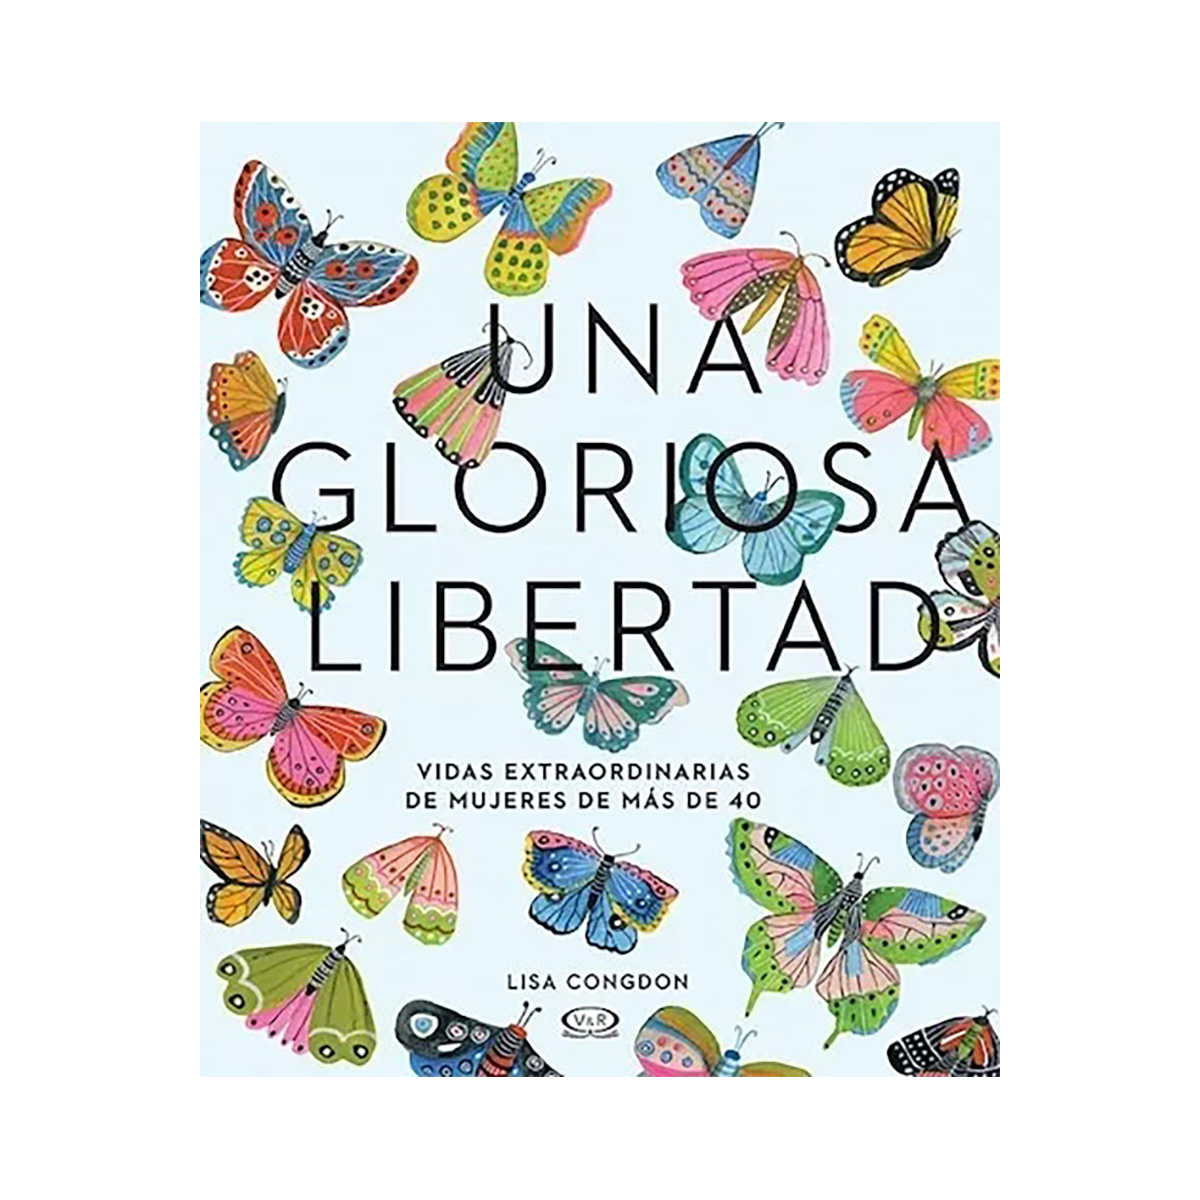 UNA
GLORIOSA
LIBERTAD
VIDAS EXTRAORDINARIAS
DE MUJERES DE MÁS DE 40
LISA CONGDON
V&R